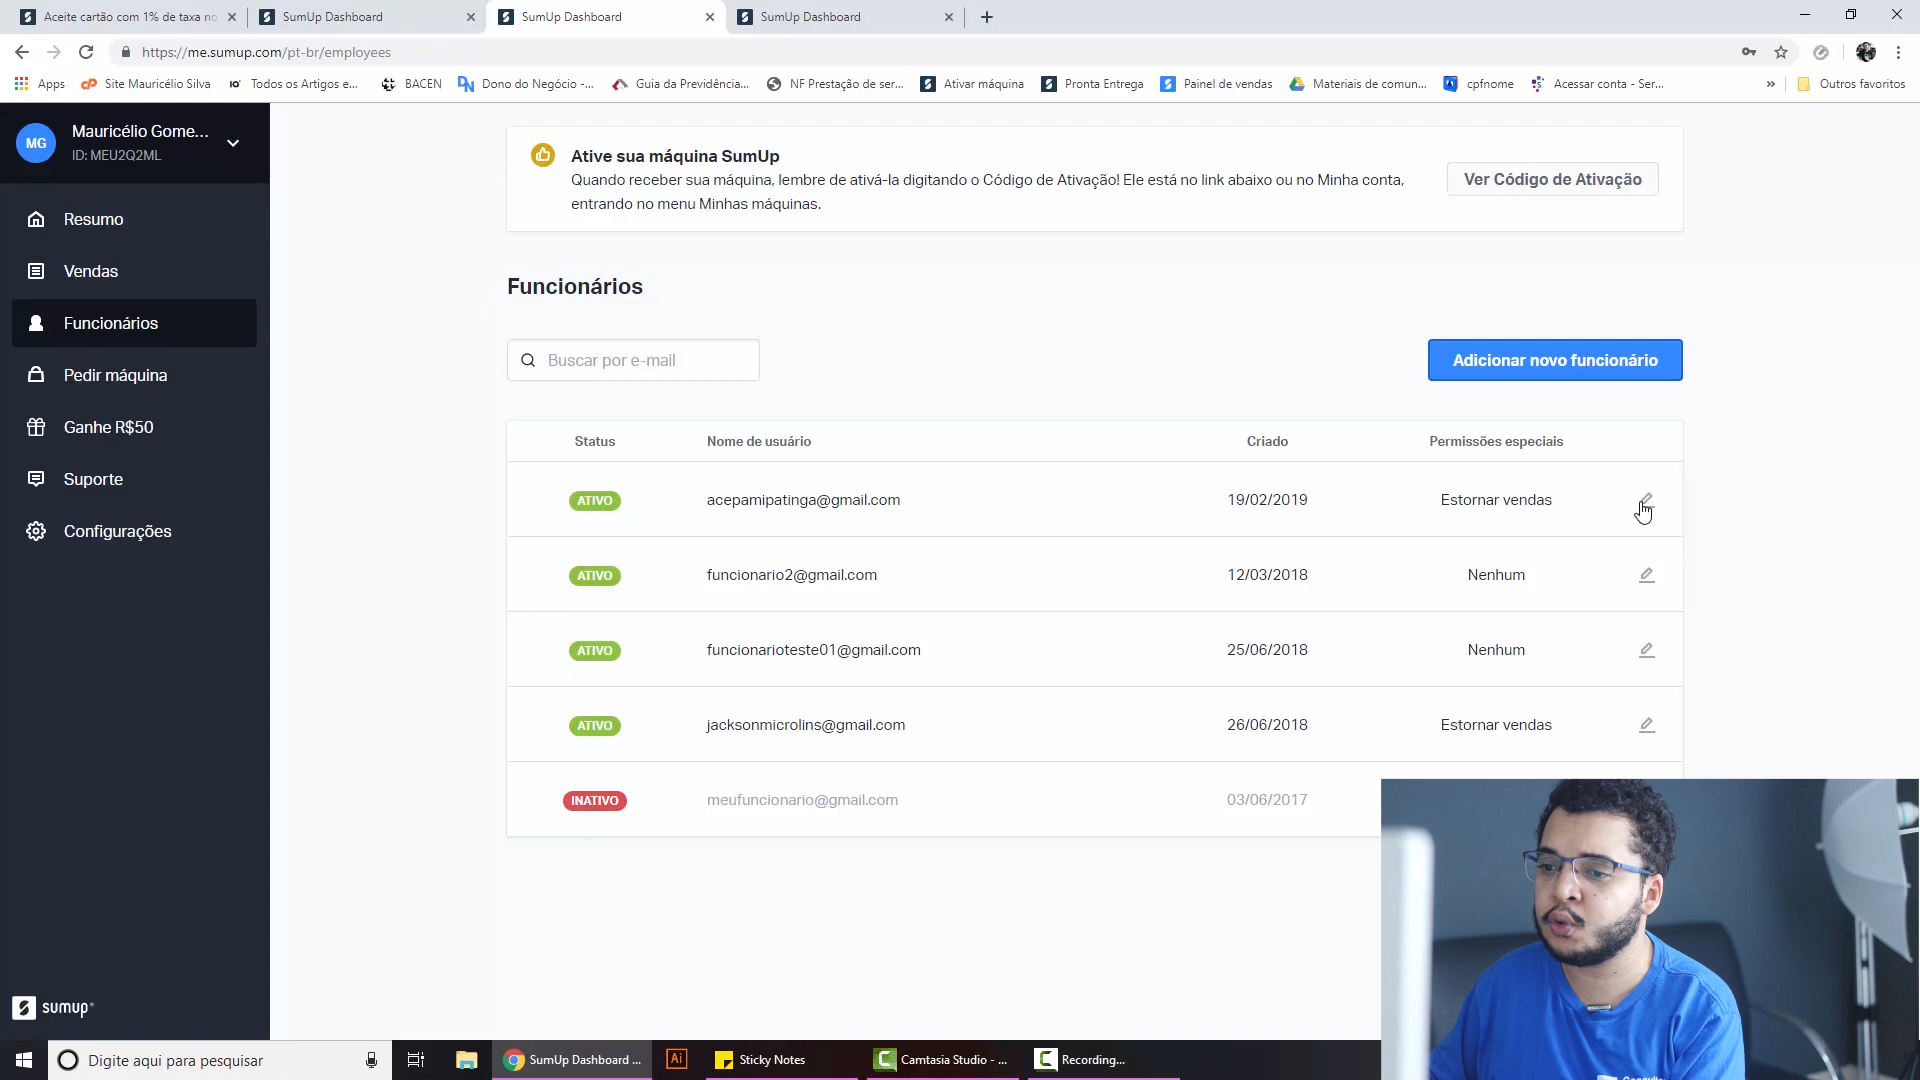 Aceite cartão com 1% de taxa no
SumUp Dashboard
SumUp Dashboard
SumUp Dashboard
https://me.sumup.com/pt-br/employees
Apps
Site Mauricélio Silva
Todos os Artigos e...
BACEN
Dono do Negócio -...
Guia da Previdência...
NF Prestação de ser...
Ativar máquina
Pronta Entrega
Painel de vendas
Materiais de comun...
cpfnome
Acessar conta - Ser...
»
Outros favoritos
MG
Mauricélio Gome...
ID: MEU2Q2ML
Resumo
Vendas
Funcionários
Pedir máquina
Ganhe R$50
Suporte
Configurações
sumup®
Ative sua máquina SumUp
Quando receber sua máquina, lembre de ativá-la digitando o Código de Ativação! Ele está no link abaixo ou no Minha conta,
entrando no menu Minhas máquinas.
Ver Código de Ativação
Funcionários
Buscar por e-mail
Adicionar novo funcionário
Status Nome de usuário Criado Permissões especiais
ATIVO acepamipatinga@gmail.com 19/02/2019 Estornar vendas
ATIVO funcionario2@gmail.com 12/03/2018 Nenhum
ATIVO funcionarioteste01@gmail.com 25/06/2018 Nenhum
ATIVO jacksonmicrolins@gmail.com 26/06/2018 Estornar vendas
INATIVO meufuncionario@gmail.com 03/06/2017
Digite aqui para pesquisar
SumUp Dashboard ...
Ai
Sticky Notes
Camtasia Studio - ...
Recording...